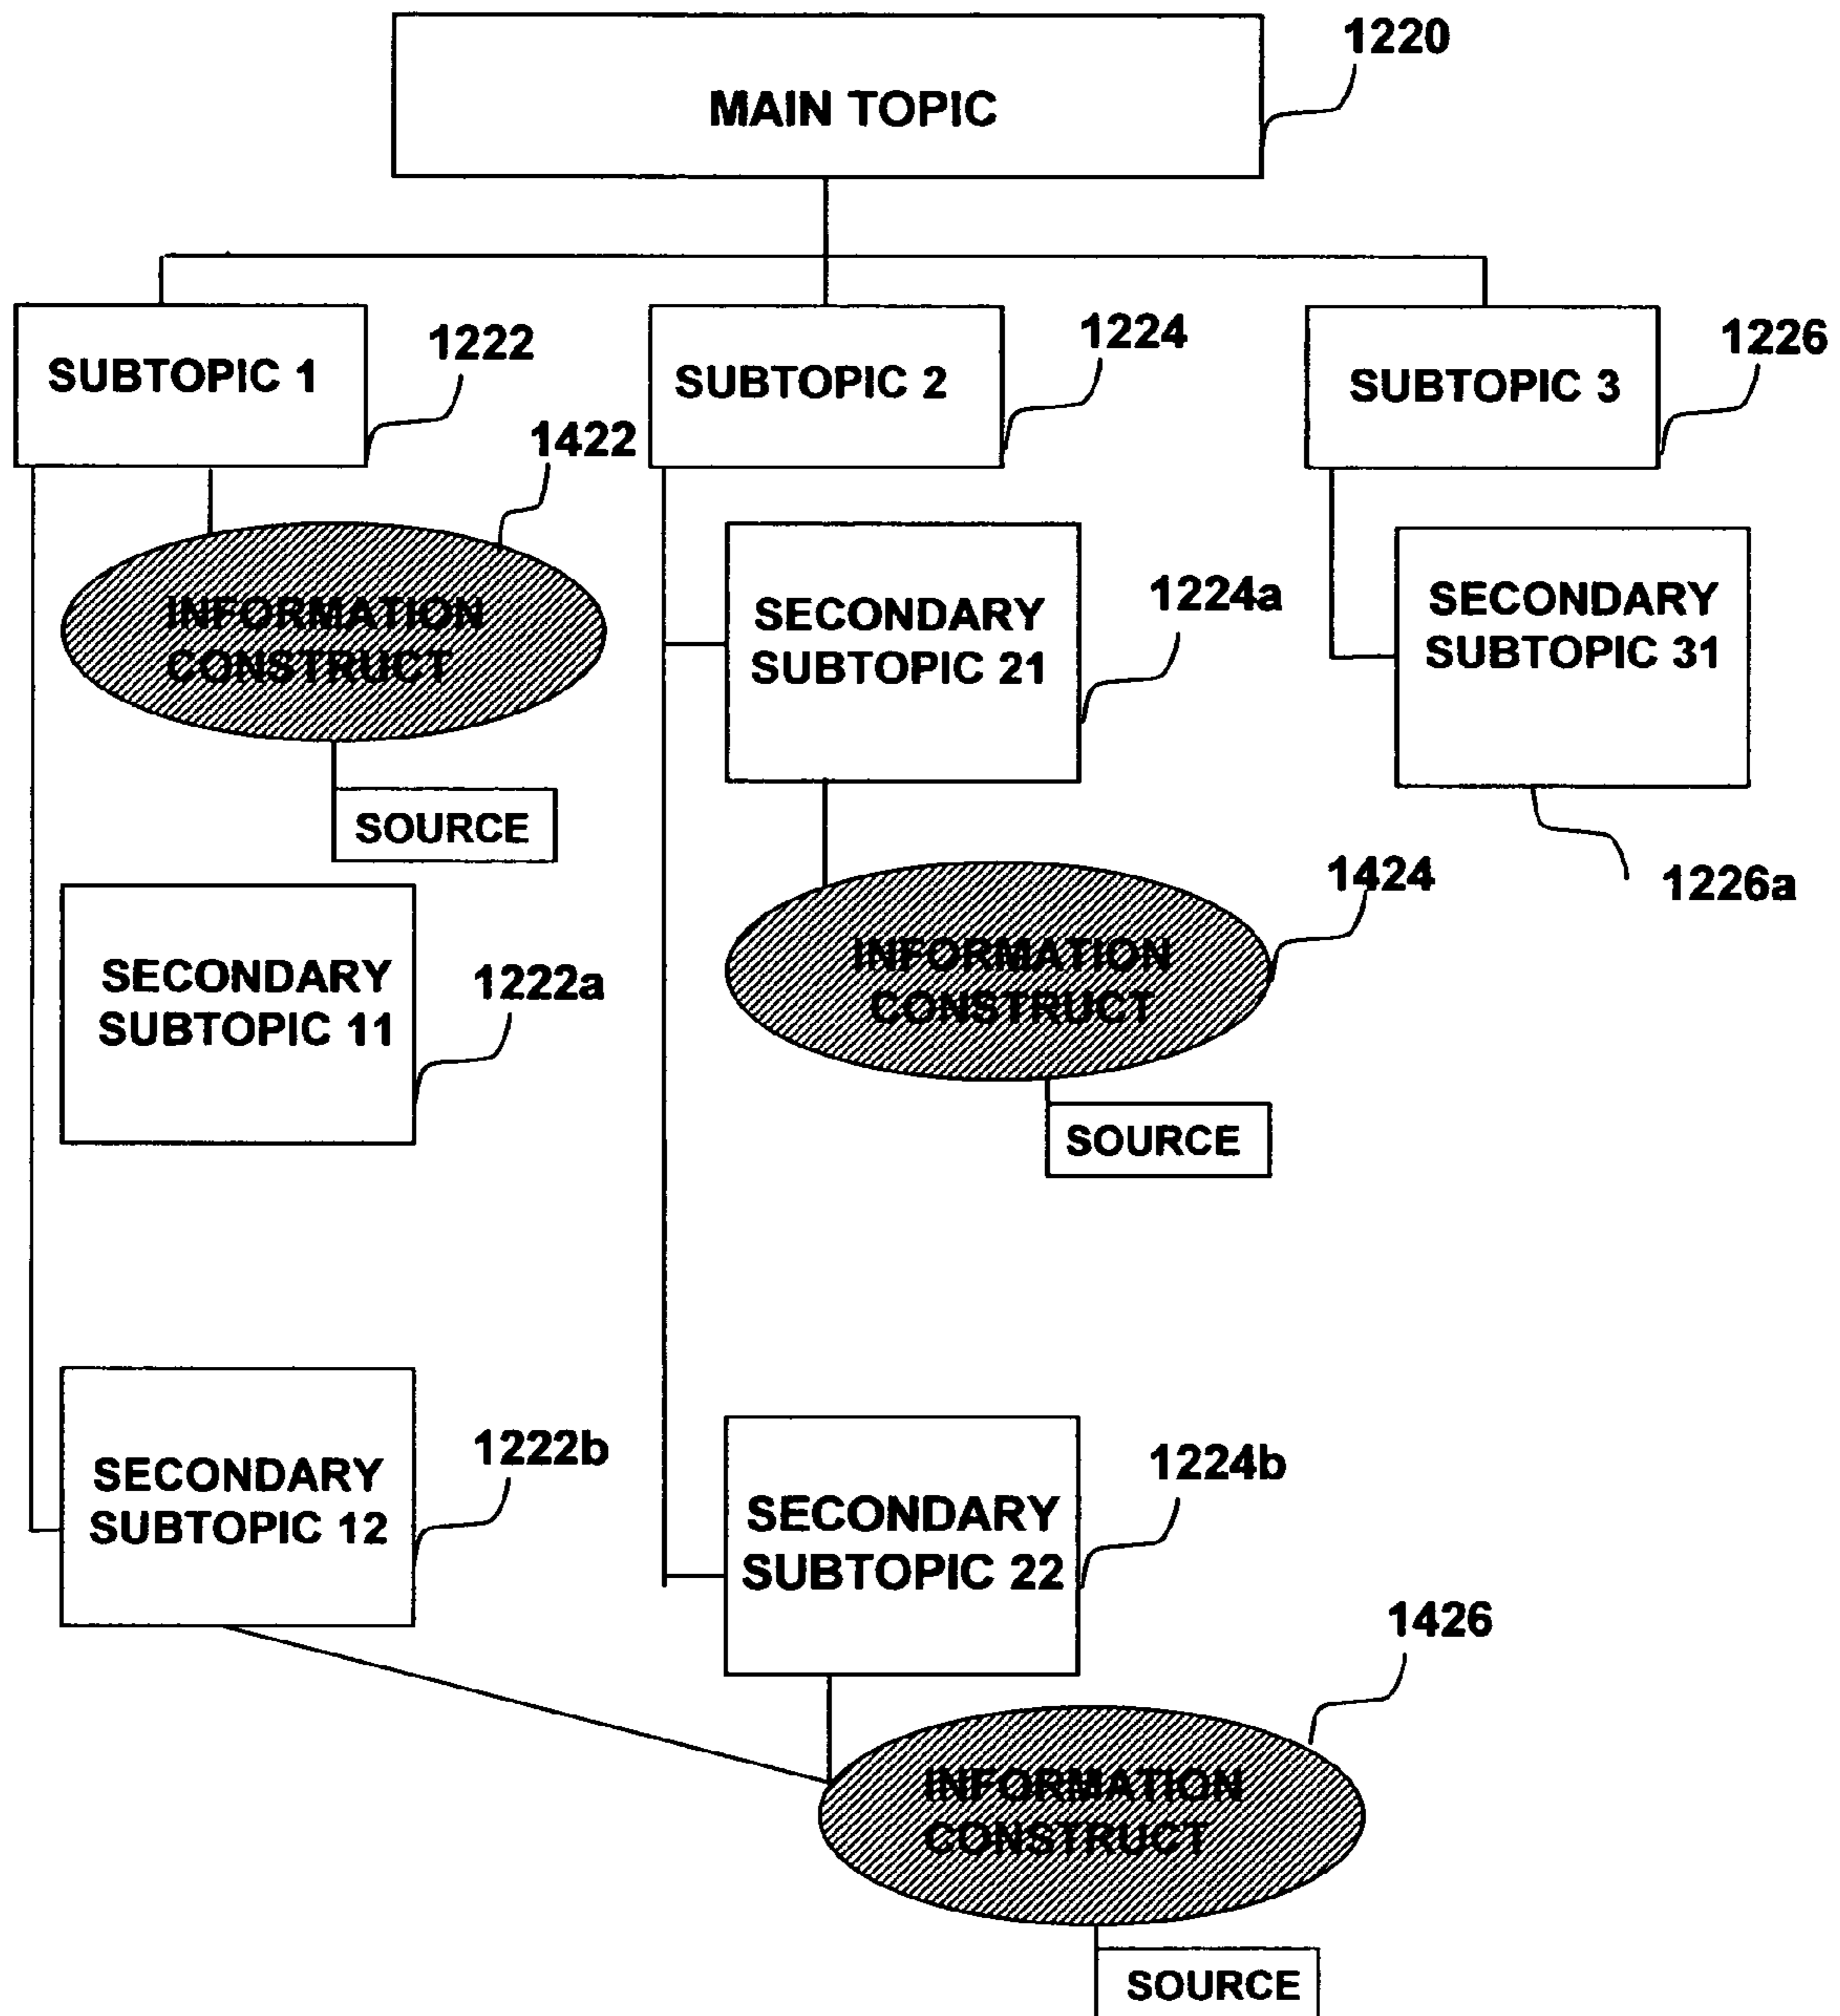 1220
MAIN TOPIC
SUBTOPIC 1
1222
SUBTOPIC 2
1224
SUBTOPIC 3
1226
1422
INFORMATION
CONSTRUCT
SOURCE
SECONDARY
SUBTOPIC 21
1224a
SECONDARY
SUBTOPIC 31
1226a
1424
INFORMATION
CONSTRUCT
SOURCE
SECONDARY
SUBTOPIC 11
1222a
SECONDARY
SUBTOPIC 12
1222b
SECONDARY
SUBTOPIC 22
1224b
1426
INFORMATION
CONSTRUCT
SOURCE